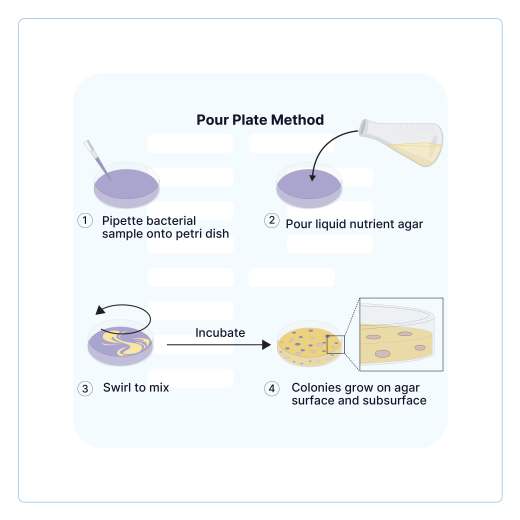 Pour Plate Method
1 Pipette bacterial
sample onto petri dish
2 Pour liquid nutrient agar
3 Swirl to mix
Incubate
4 Colonies grow on agar
surface and subsurface